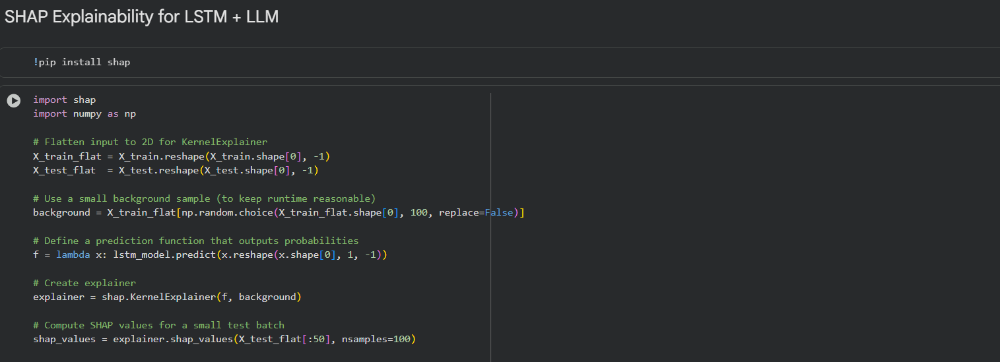 SHAP Explainability for LSTM + LLM
!pip install shap
import shap
import numpy as np
# Flatten input to 2D for KernelExplainer
X_train_flat = X_train.reshape(X_train.shape[0], -1)
X_test_flat  = X_test.reshape(X_test.shape[0], -1)
# Use a small background sample (to keep runtime reasonable)
background = X_train_flat[np.random.choice(X_train_flat.shape[0], 100, replace=False)]
# Define a prediction function that outputs probabilities
f = lambda x: lstm_model.predict(x.reshape(x.shape[0], 1, -1))
# Create explainer
explainer = shap.KernelExplainer(f, background)
# Compute SHAP values for a small test batch
shap_values = explainer.shap_values(X_test_flat[:50], nsamples=100)